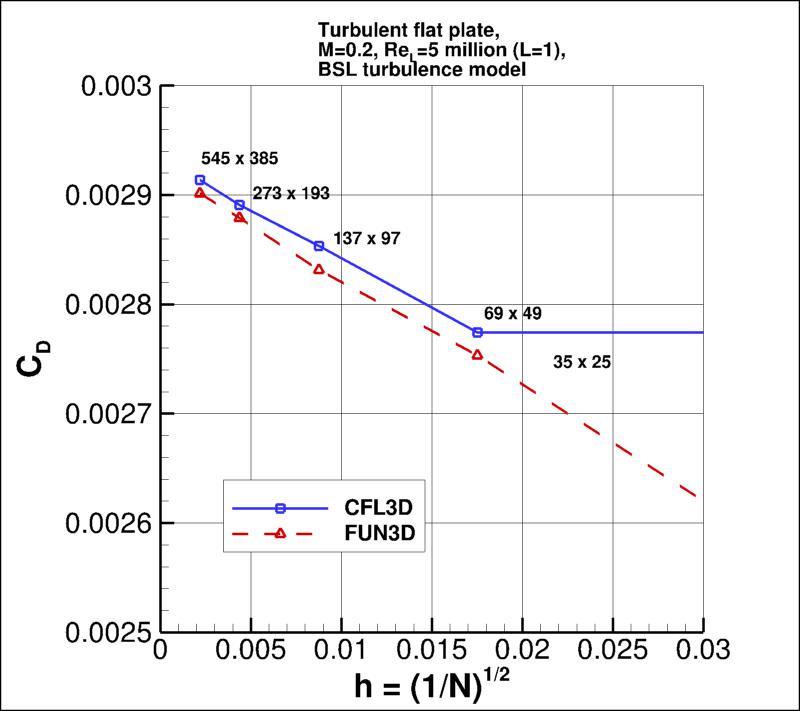 Turbulent flat plate,
M=0.2, Re_L=5 million (L=1),
BSL turbulence model
0.003
545 x 385
0.0029
273 x 193
137 x 97
0.0028
69 x 49
35 x 25
C_D
0.0027
CFL3D
0.0026
FUN3D
0.0025
0 0.005 0.01 0.015 0.02 0.025 0.03
h = (1/N)^1/2